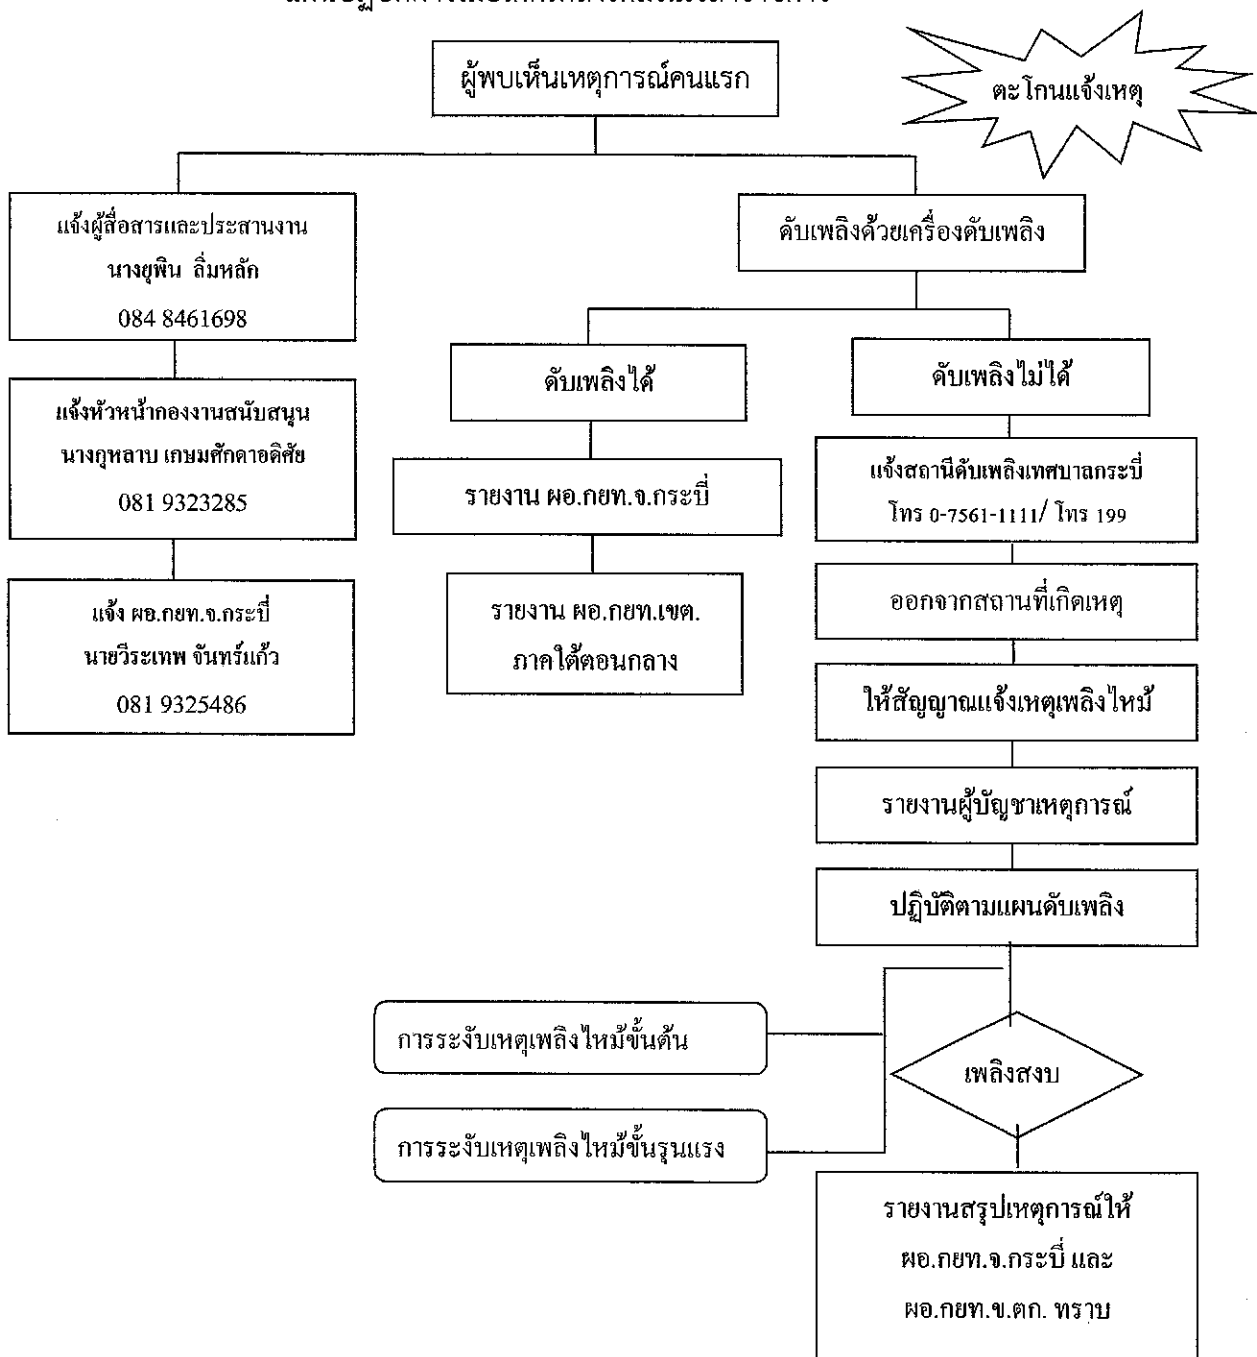 ผู้พบเห็นเหตุการณ์คนแรก
ตะโกนแจ้งเหตุ
แจ้งผู้สื่อสารและประสานงาน
นางยุพิน ลิ่มหลัก
084 8461698
ดับเพลิงด้วยเครื่องดับเพลิง
ดับเพลิงได้
ดับเพลิงไม่ได้
แจ้งหัวหน้ากองงานสนับสนุน
นางกุหลาบ เกษมศักดาอดิศัย
081 9323285
รายงาน ผอ.กยท.จ.กระบี่
แจ้งสถานีดับเพลิงเทศบาลกระบี่
โทร 0-7561-1111/ โทร 199
แจ้ง ผอ.กยท.จ.กระบี่
นายวีระเทพ จันทร์แก้ว
081 9325486
รายงาน ผอ.กยท.เขต.
ภาคใต้ตอนกลาง
ออกจากสถานที่เกิดเหตุ
ให้สัญญาณแจ้งเหตุเพลิงไหม้
รายงานผู้บัญชาเหตุการณ์
ปฏิบัติตามแผนดับเพลิง
การระงับเหตุเพลิงไหม้ขั้นต้น
เพลิงสงบ
การระงับเหตุเพลิงไหม้ขั้นรุนแรง
รายงานสรุปเหตุการณ์ให้
ผอ.กยท.จ.กระบี่ และ
ผอ.กยท.ข.ตก. ทราบ